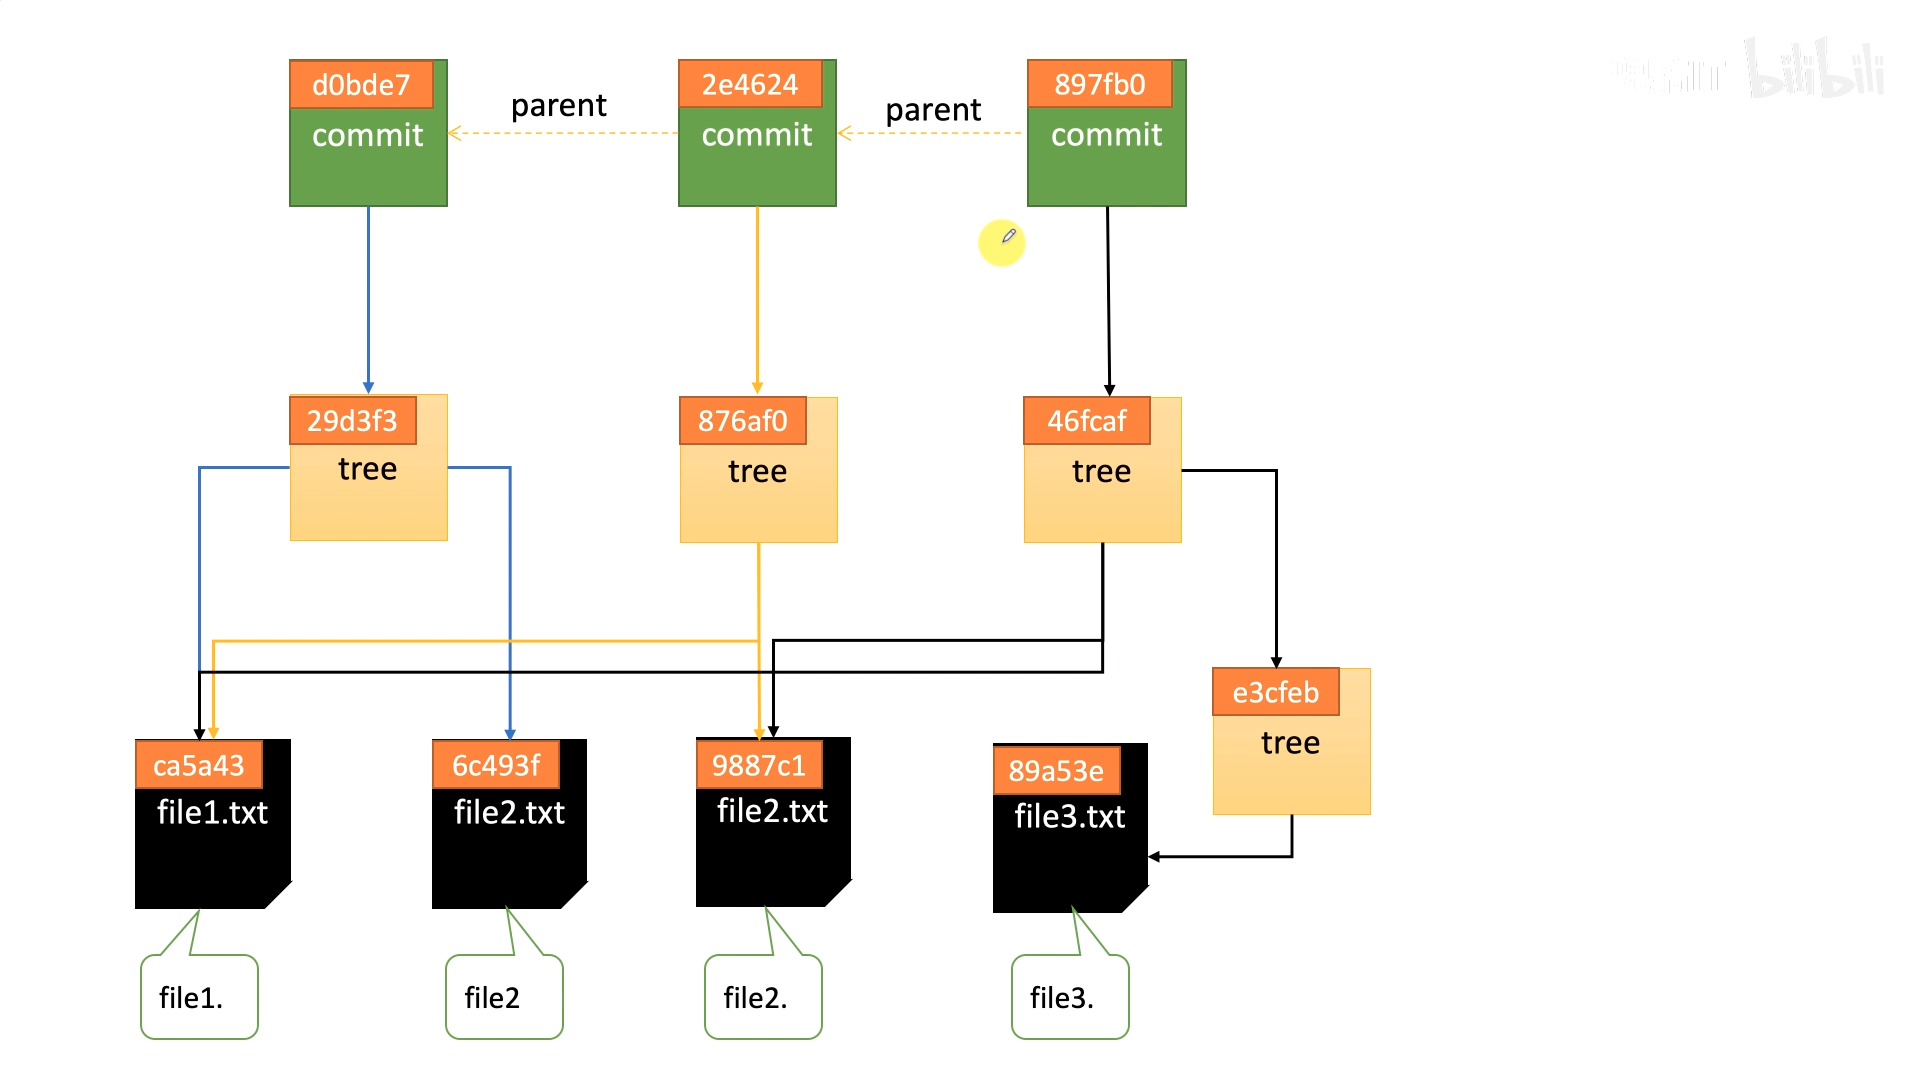 d0bde7
commit
parent
2e4624
commit
parent
897fb0
commit
bilibili
29d3f3
tree
876af0
tree
46fcaf
tree
e3cfeb
tree
ca5a43
file1.txt
6c493f
file2.txt
9887c1
file2.txt
89a53e
file3.txt
file1.
file2
file2.
file3.